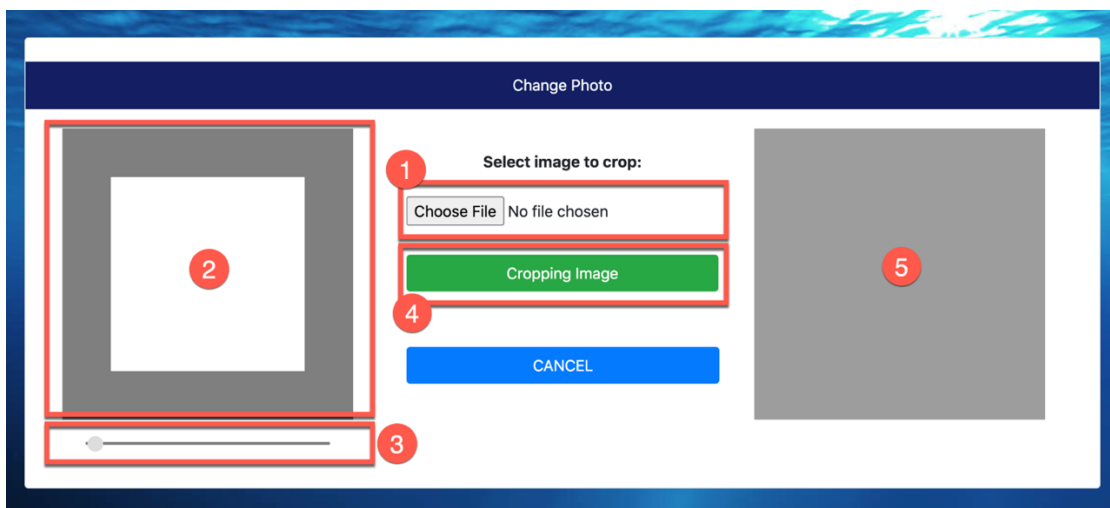 Change Photo
1
Select image to crop:
Choose File No file chosen
2
Cropping Image
5
4
CANCEL
3